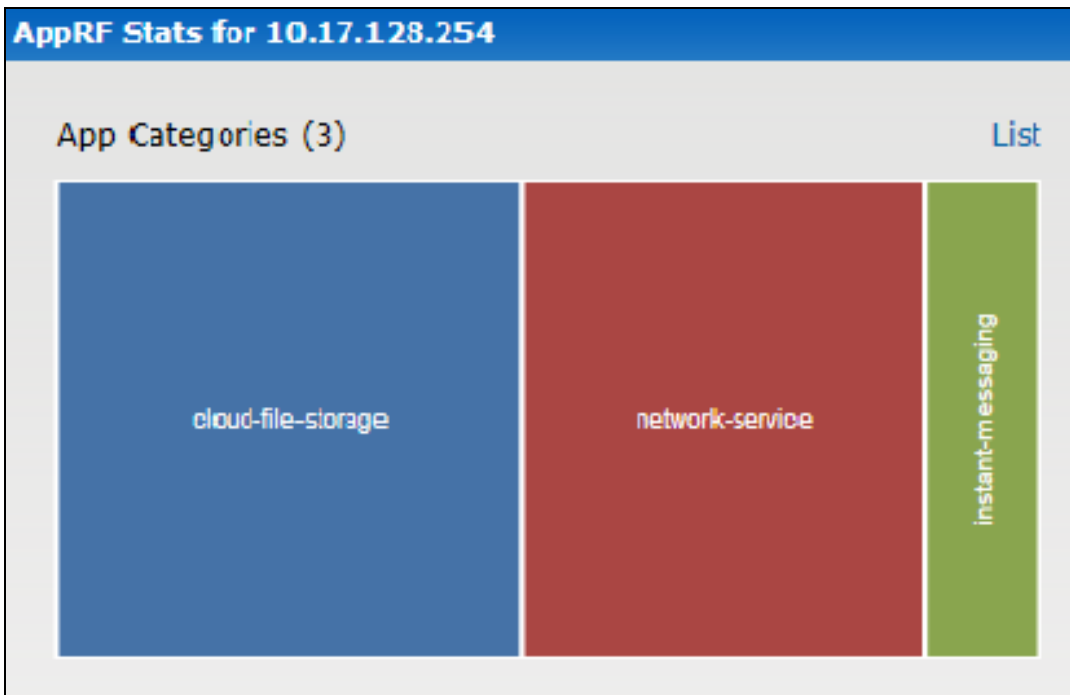 AppRF Stats for 10.17.128.254
App Categories (3)
List
cloud-file-storage
network-service
instant-messaging